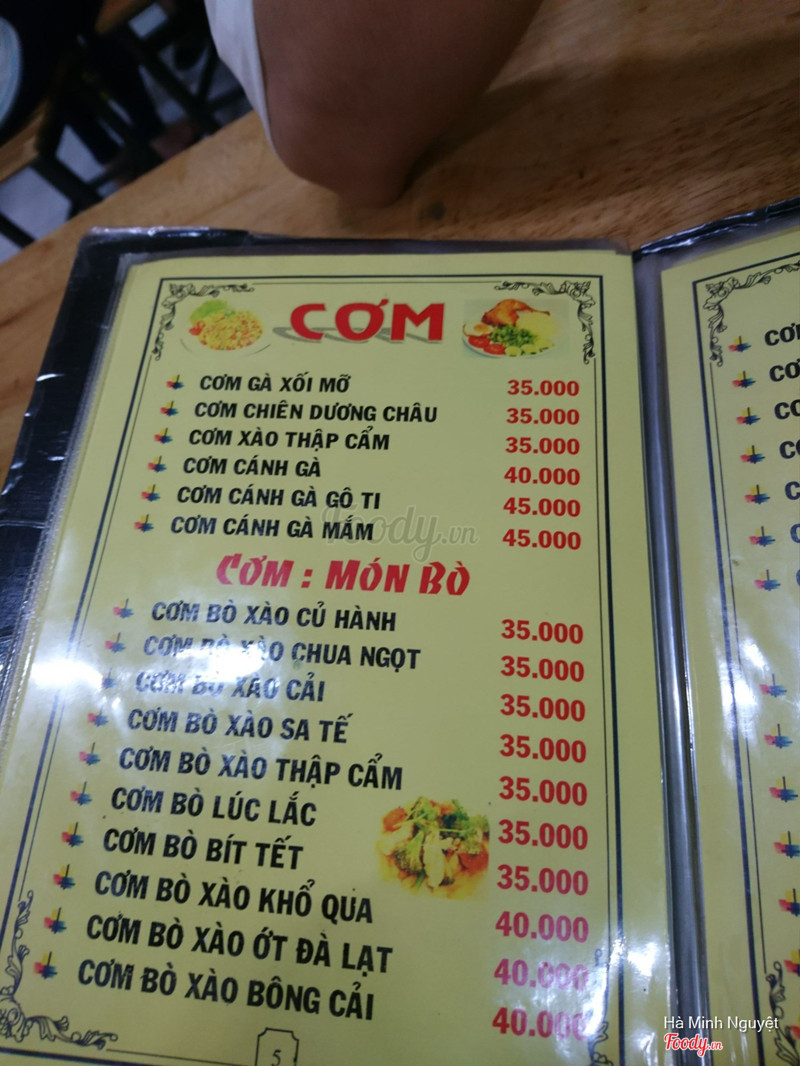 CƠM
CƠM GÀ XỐI MỠ 35.000
CƠM CHIÊN DƯƠNG CHÂU 35.000
CƠM XÀO THẬP CẨM 35.000
CƠM CÁNH GÀ 40.000
CƠM CÁNH GÀ GÔ TI 45.000
CƠM CÁNH GÀ MẮM 45.000
Foody.vn
CƠM : MÓN BÒ
CƠM BÒ XÀO CỦ HÀNH 35.000
CƠM BÒ XÀO CHUA NGỌT 35.000
CƠM BÒ XÀO CẢI 35.000
CƠM BÒ XÀO SA TẾ 35.000
CƠM BÒ XÀO THẬP CẨM 35.000
CƠM BÒ LÚC LẮC 35.000
CƠM BÒ BÍT TẾT 35.000
CƠM BÒ XÀO KHỔ QUA 40.000
CƠM BÒ XÀO ỚT ĐÀ LẠT 40.000
CƠM BÒ XÀO BÔNG CẢI 40.000
5
Hà Minh Nguyệt
Foody.vn